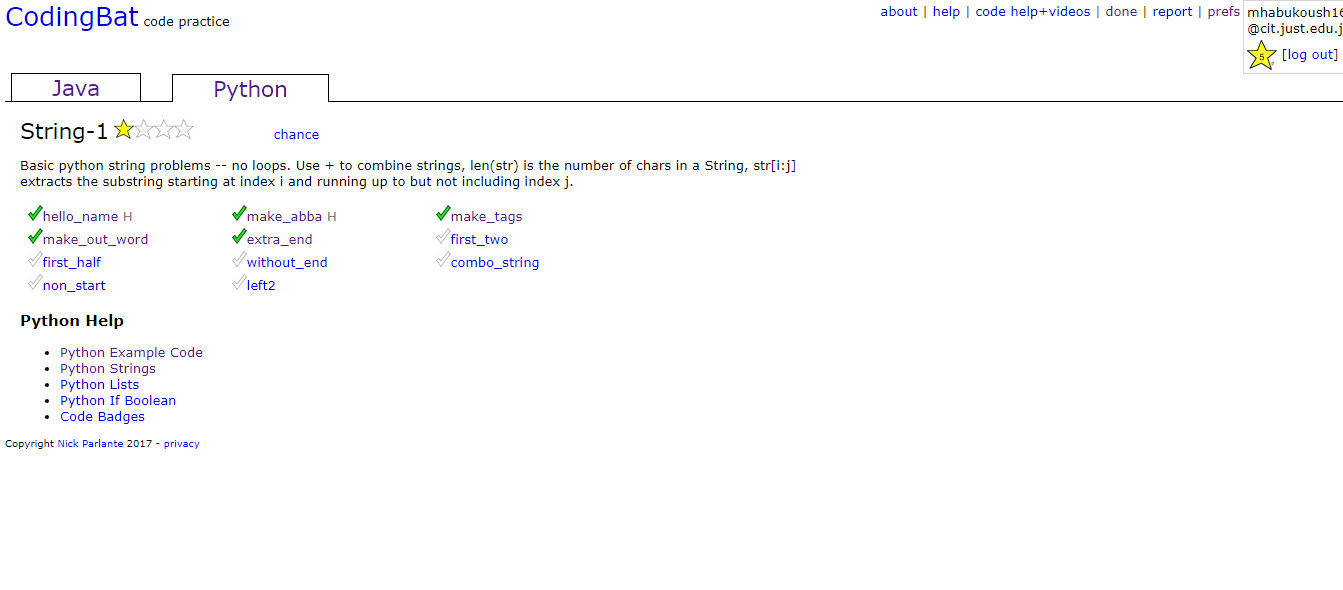 CodingBat code practice
about | help | code help+videos | done | report | prefs
mhabukoush16
@cit.just.edu.j
5 [log out]
Java Python
String-1 chance
Basic python string problems -- no loops. Use + to combine strings, len(str) is the number of chars in a String, str[i:j]
extracts the substring starting at index i and running up to but not including index j.
hello_name H make_abba H make_tags
make_out_word extra_end first_two
first_half without_end combo_string
non_start left2
Python Help
Python Example Code
Python Strings
Python Lists
Python If Boolean
Code Badges
Copyright Nick Parlante 2017 - privacy